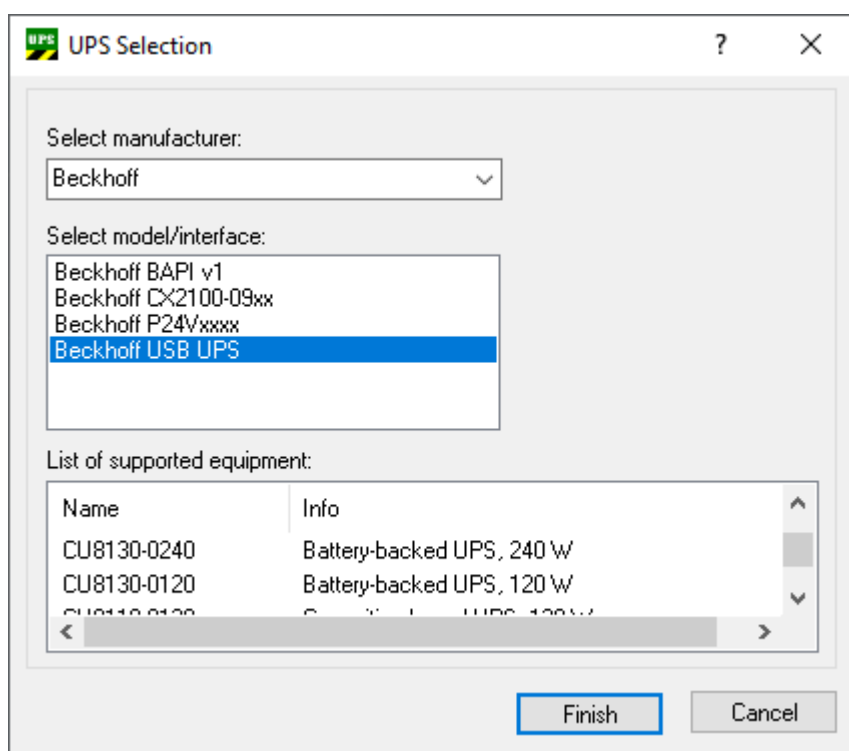 UPS UPS Selection ?
Select manufacturer:
Beckhoff
Select model/interface:
Beckhoff BAPI v1
Beckhoff CX2100-09xx
Beckhoff P24Vxxxx
Beckhoff USB UPS
List of supported equipment:
Name Info
CU8130-0240 Battery-backed UPS, 240 W
CU8130-0120 Battery-backed UPS, 120 W
Finish Cancel